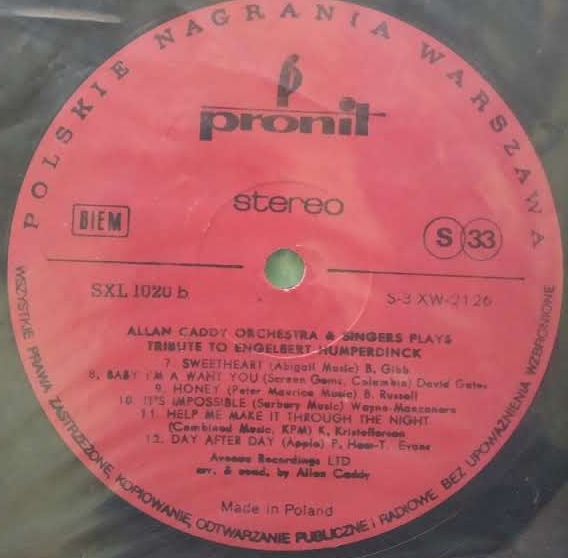 POLSKIE NAGRANIA WARSZAWA
pronit
stereo
BIEM
S 33
SXL 1020 b
S-3 XW-2126
ALLAN CADDY ORCHESTRA & SINGERS PLAYS
TRIBUTE TO ENGELBERT HUMPERDINCK
7. SWEETHEART (Abigail Music) B. Gibb
8. BABY I'M A WANT YOU (Screen Gems, Columbia) David Gates
9. HONEY (Peter Maurice Music) B. Russell
10. IT'S IMPOSSIBLE (Sunbury Music) Wayne-Manzanero
11. HELP ME MAKE IT THROUGH THE NIGHT
(Combined Music, KPM) K. Kristofferson
12. DAY AFTER DAY (Apple) P. Ham-T. Evans
Avenue Recordings LTD
arr. & cond. by Allan Caddy
Made in Poland
WSZYSTKIE PRAWA ZASTRZEŻONE, KOPIOWANIE, ODTWARZANIE PUBLICZNE i RADIOWE BEZ UPOWAŻNIENIA WZBRONIONE